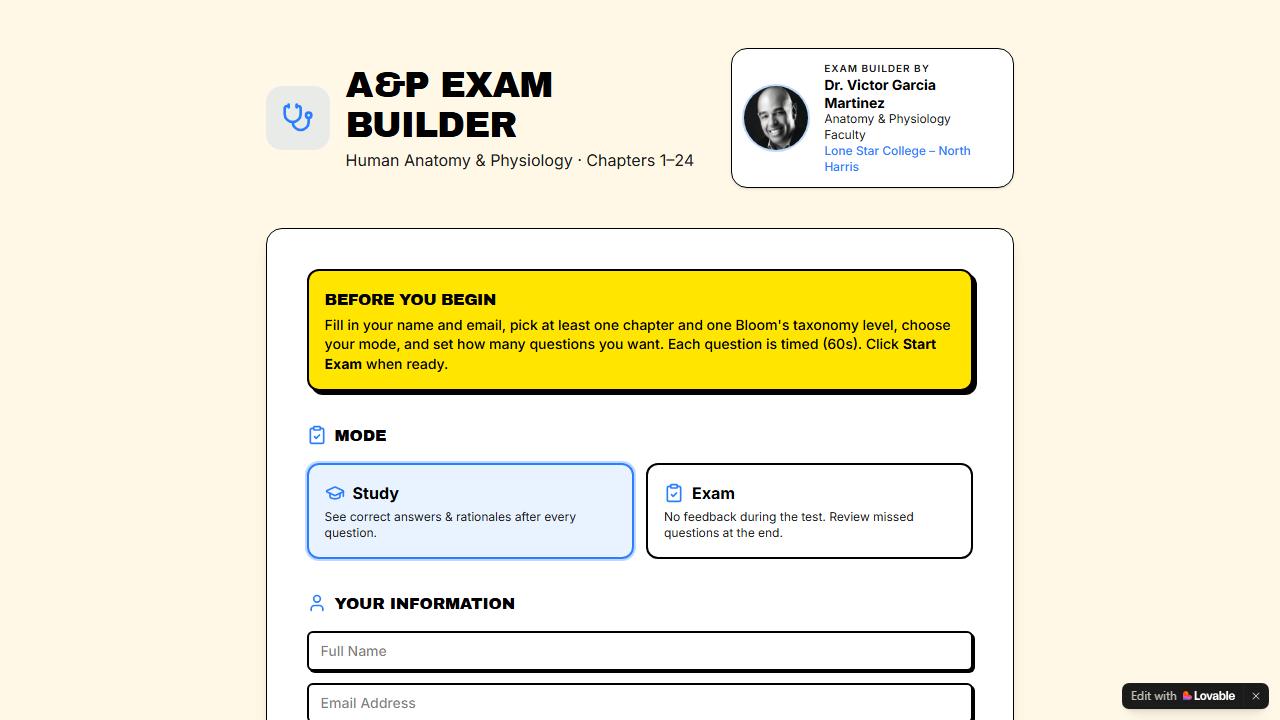 A&P EXAM
BUILDER
Human Anatomy & Physiology · Chapters 1–24
EXAM BUILDER BY
Dr. Victor Garcia
Martinez
Anatomy & Physiology
Faculty
Lone Star College – North
Harris
BEFORE YOU BEGIN
Fill in your name and email, pick at least one chapter and one Bloom's taxonomy level, choose
your mode, and set how many questions you want. Each question is timed (60s). Click Start
Exam when ready.
MODE
Study
See correct answers & rationales after every
question.
Exam
No feedback during the test. Review missed
questions at the end.
YOUR INFORMATION
Full Name
Email Address
Edit with Lovable